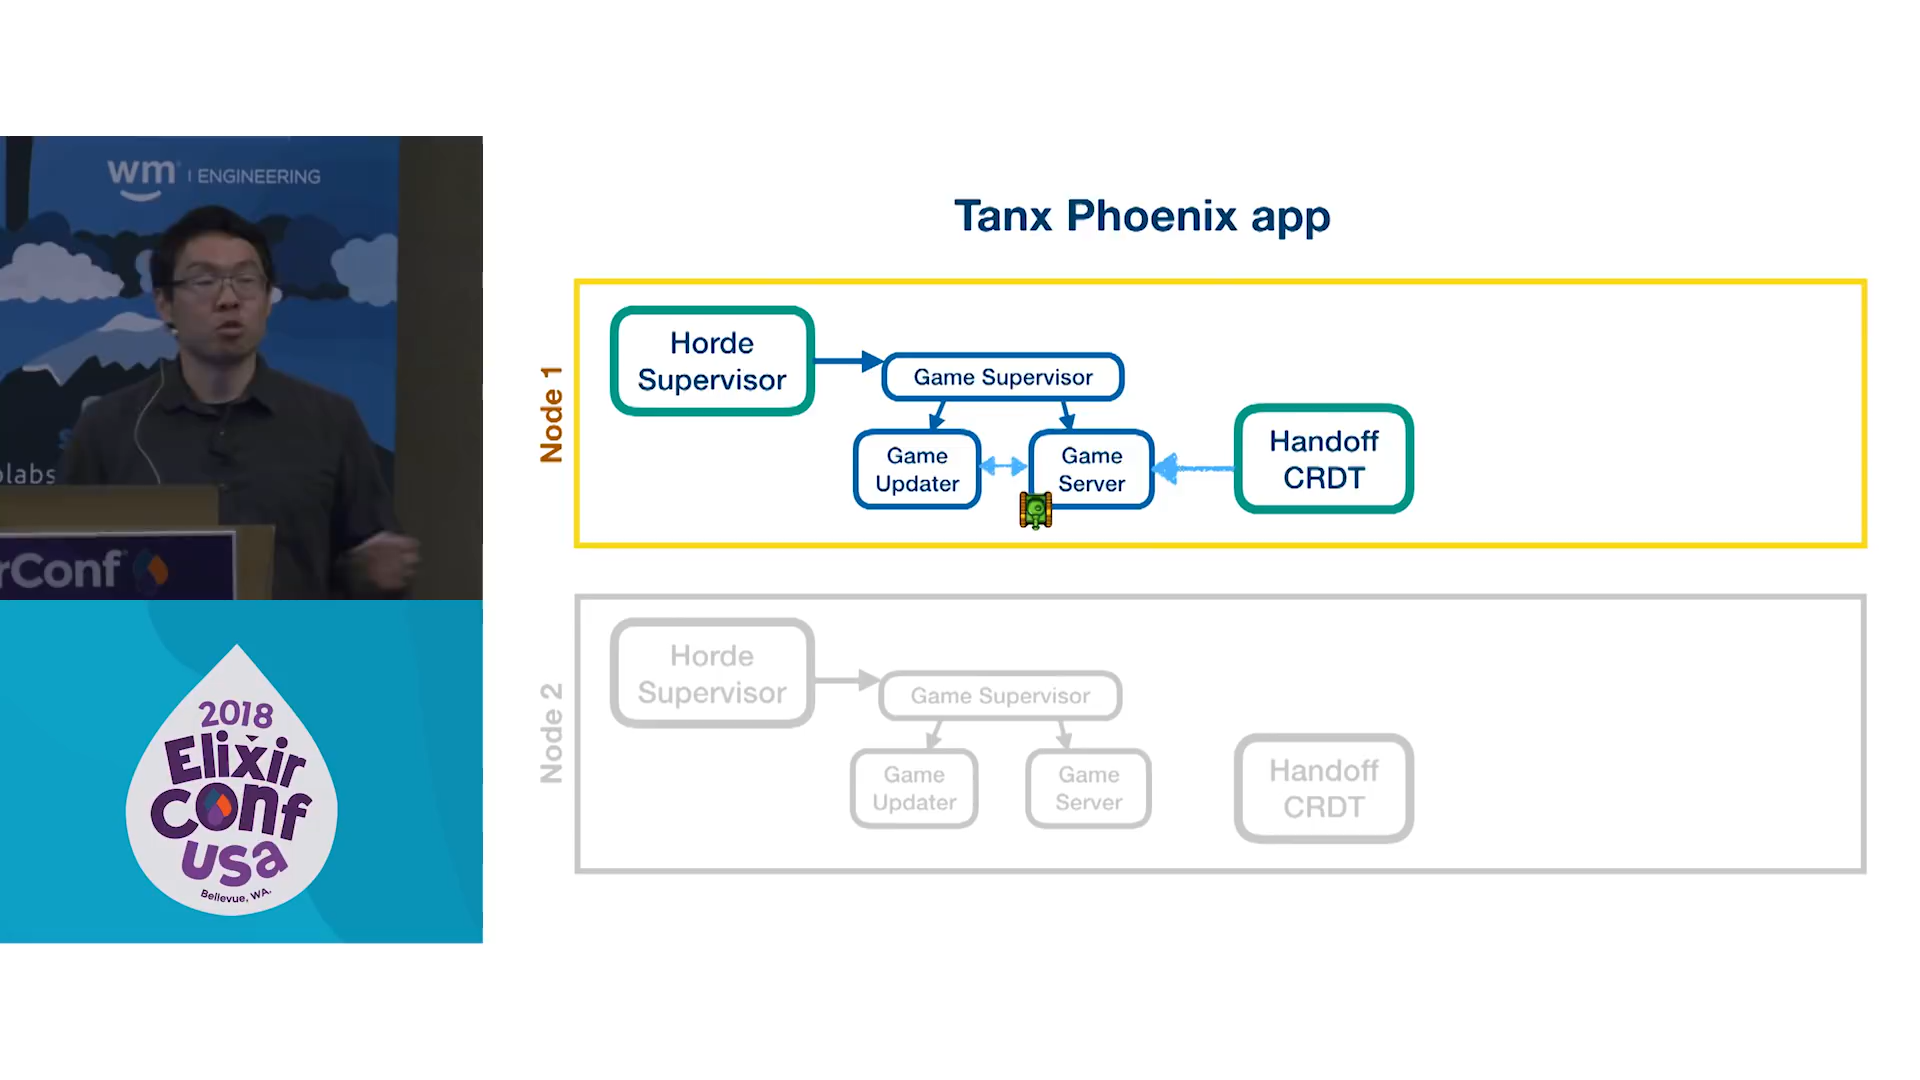 wm | ENGINEERING
olabs
rConf
2018
Elixir
Conf
USA
Bellevue, WA.
Tanx Phoenix app
Node 1
Horde
Supervisor
Game Supervisor
Game
Updater
Game
Server
Handoff
CRDT
Node 2
Horde
Supervisor
Game Supervisor
Game
Updater
Game
Server
Handoff
CRDT